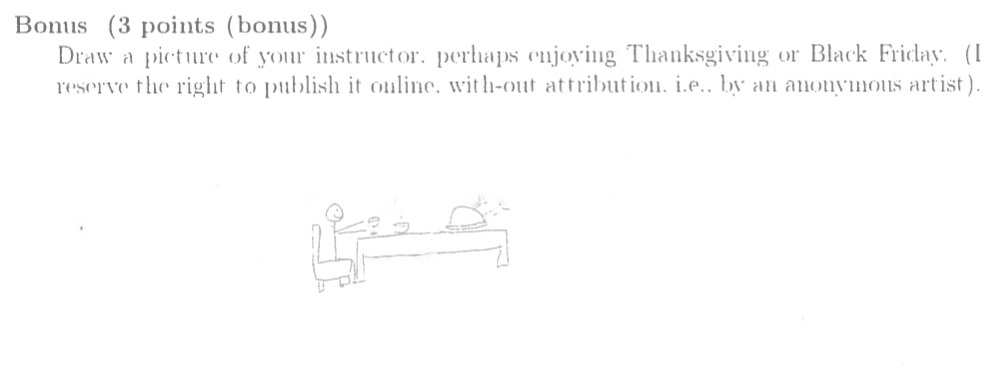 Bonus (3 points (bonus))
Draw a picture of your instructor, perhaps enjoying Thanksgiving or Black Friday. (I
reserve the right to publish it online, with-out attribution, i.e., by an anonymous artist).